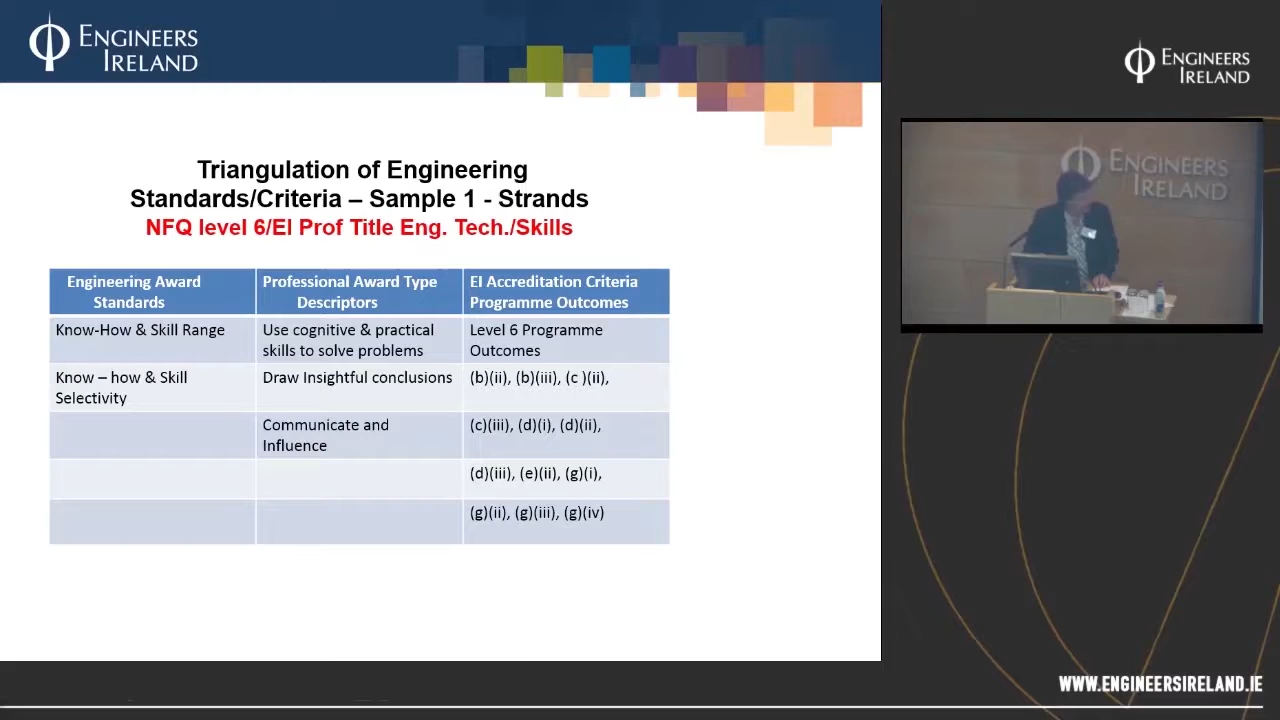 ENGINEERS
IRELAND
Triangulation of Engineering
Standards/Criteria – Sample 1 - Strands
NFQ level 6/EI Prof Title Eng. Tech./Skills
Engineering Award
Standards
Professional Award Type
Descriptors
EI Accreditation Criteria
Programme Outcomes
Know-How & Skill Range
Use cognitive & practical
skills to solve problems
Level 6 Programme
Outcomes
Know – how & Skill
Selectivity
Draw Insightful conclusions
(b)(ii), (b)(iii), (c )(ii),
Communicate and
Influence
(c)(iii), (d)(i), (d)(ii),
(d)(iii), (e)(ii), (g)(i),
(g)(ii), (g)(iii), (g)(iv)
ENGINEERS
IRELAND
ENGINEERS
IRELAND
WWW.ENGINEERSIRELAND.IE